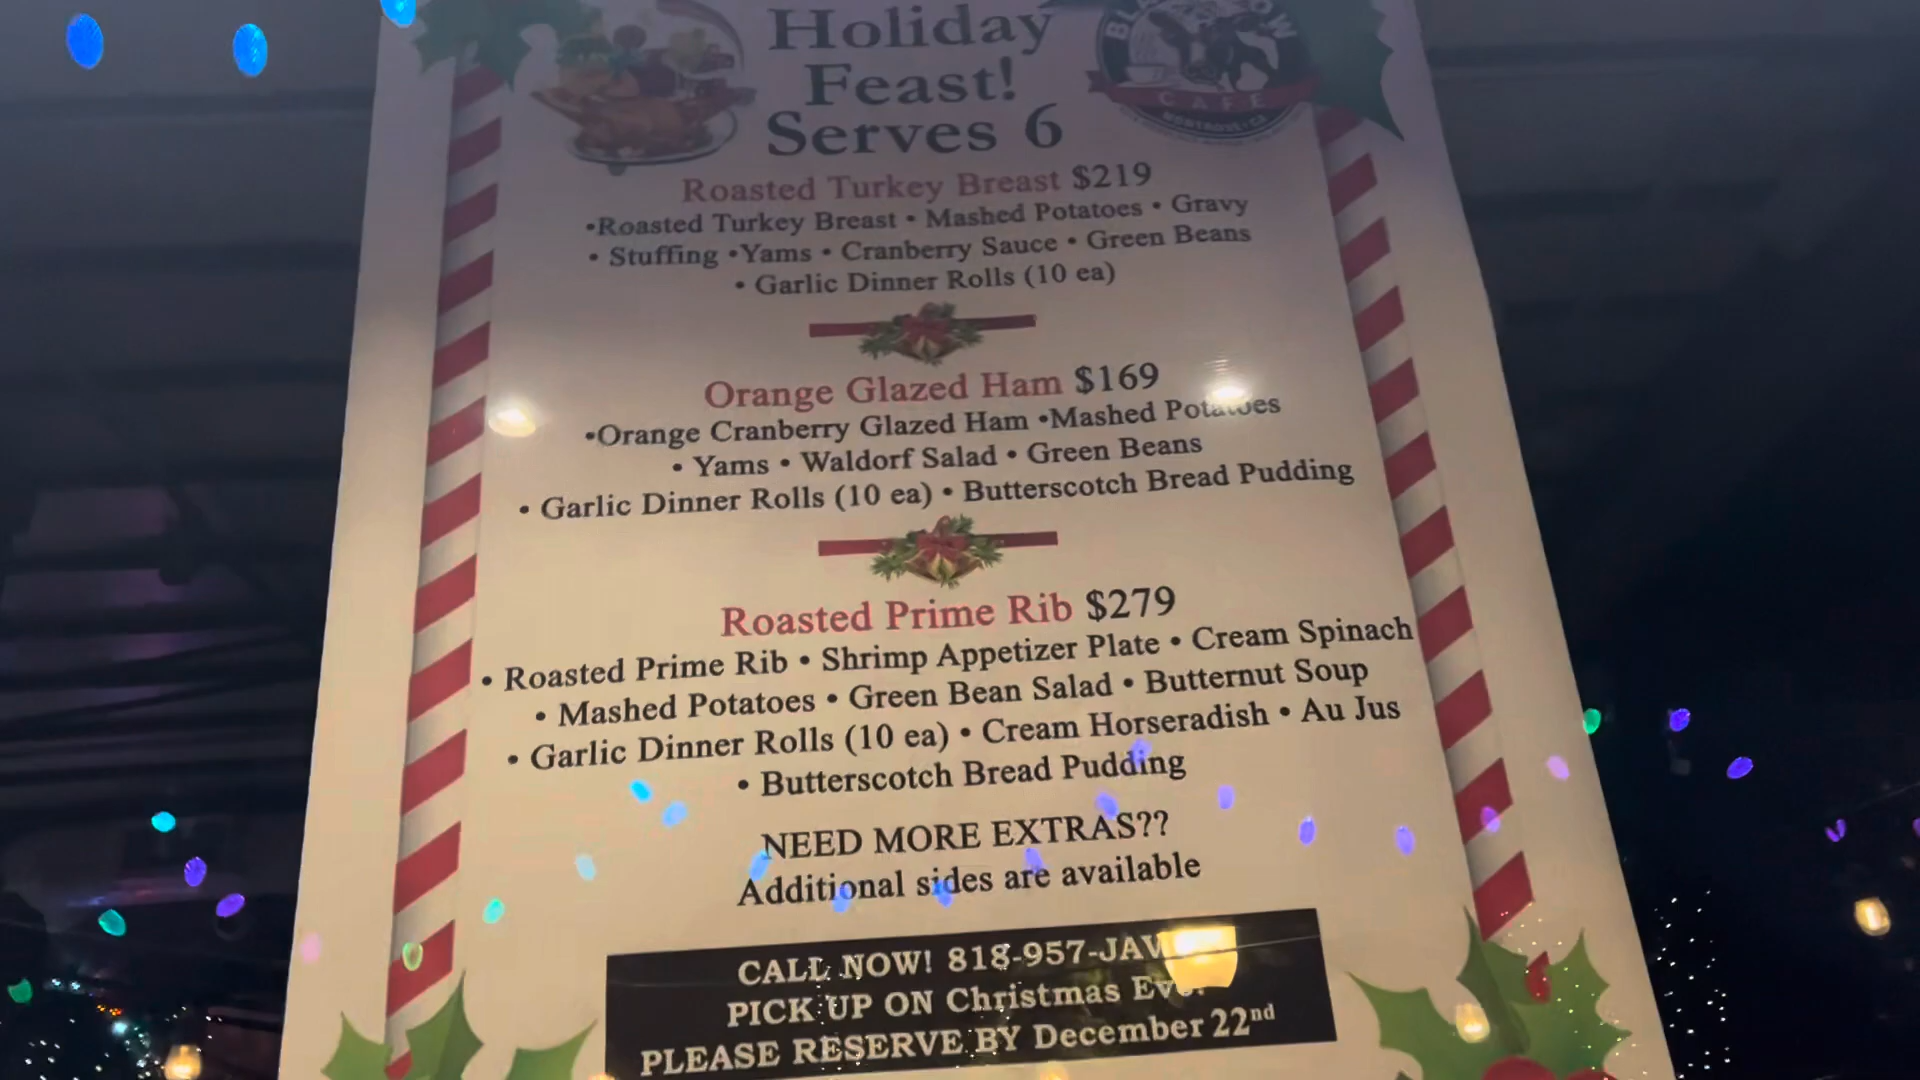 Holiday
Feast!
Serves 6
CAFE
MONTROSE • CA
Roasted Turkey Breast $219
•Roasted Turkey Breast • Mashed Potatoes • Gravy
• Stuffing •Yams • Cranberry Sauce • Green Beans
• Garlic Dinner Rolls (10 ea)
Orange Glazed Ham $169
•Orange Cranberry Glazed Ham •Mashed Potatoes
• Yams • Waldorf Salad • Green Beans
• Garlic Dinner Rolls (10 ea) • Butterscotch Bread Pudding
Roasted Prime Rib $279
• Roasted Prime Rib • Shrimp Appetizer Plate • Cream Spinach
• Mashed Potatoes • Green Bean Salad • Butternut Soup
• Garlic Dinner Rolls (10 ea) • Cream Horseradish • Au Jus
• Butterscotch Bread Pudding
NEED MORE EXTRAS??
Additional sides are available
CALL NOW! 818-957-
PICK UP ON Christmas Eve!
PLEASE RESERVE BY December 22nd